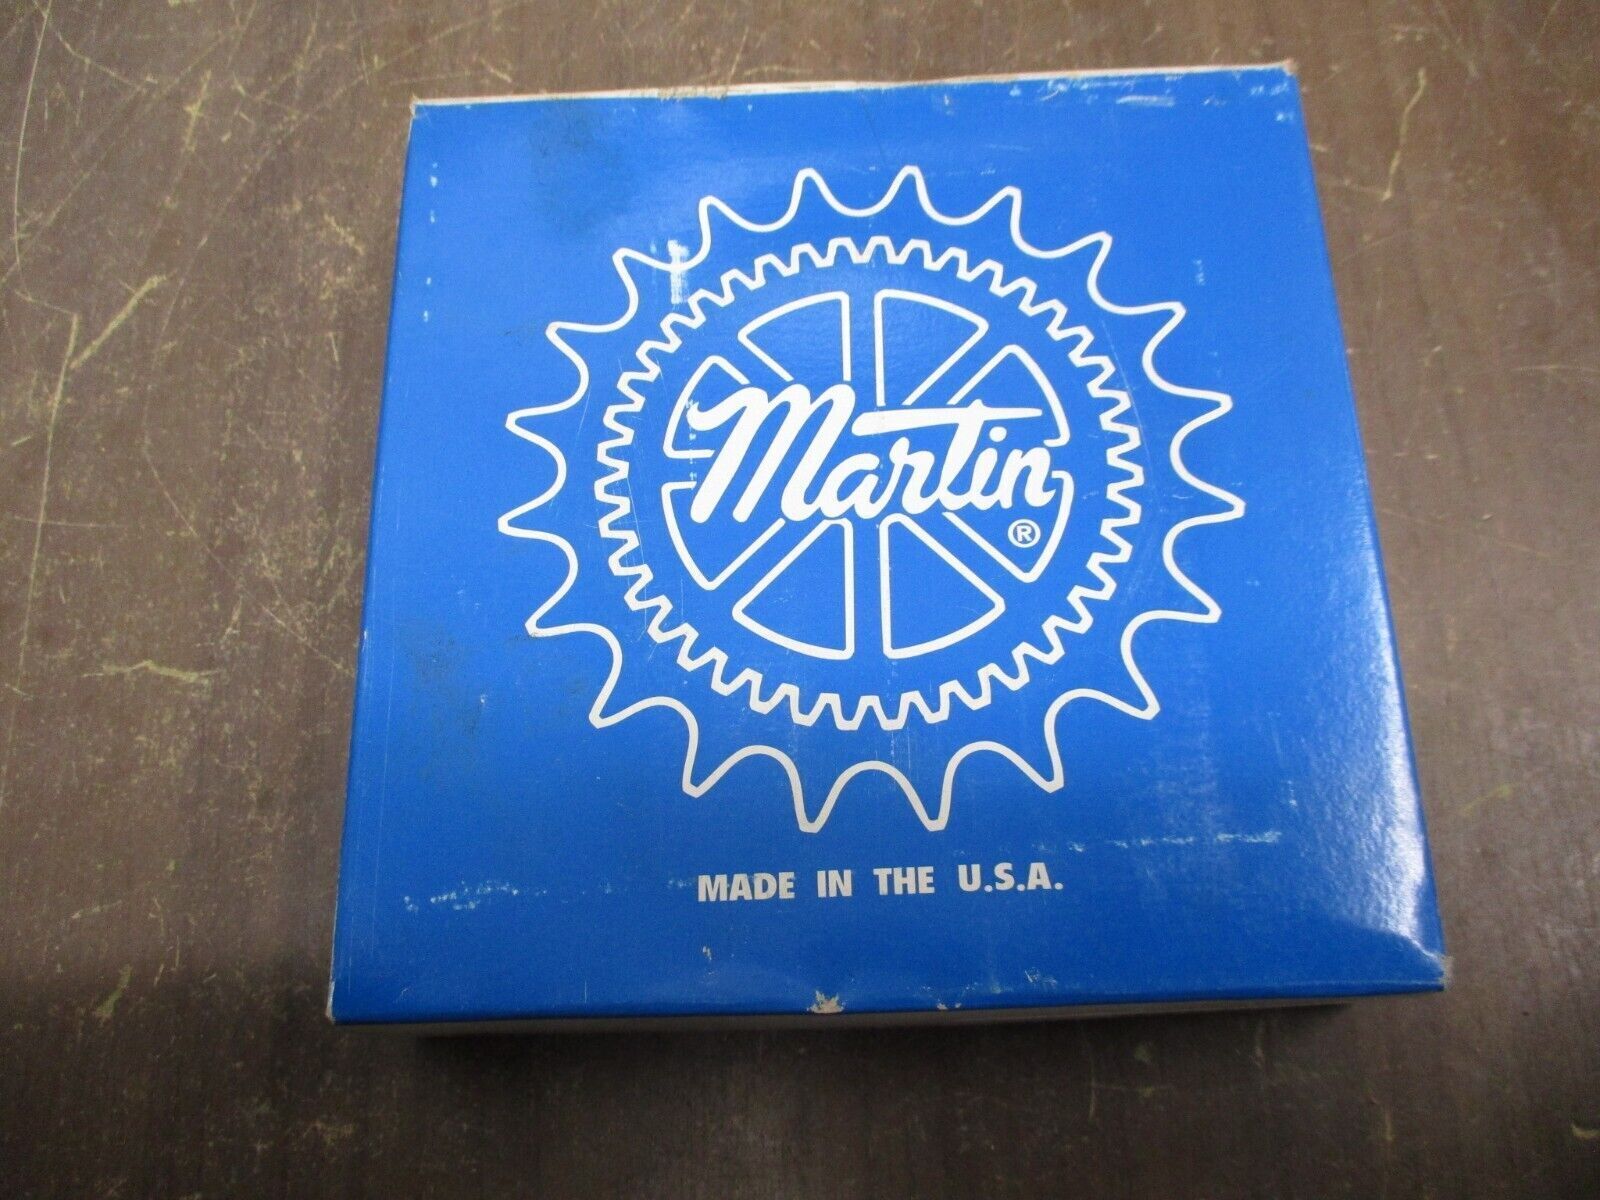 Martin
®
MADE IN THE U.S.A.